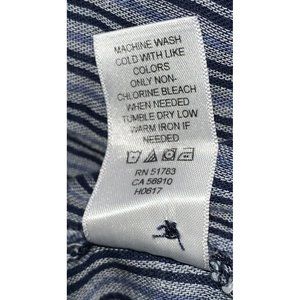 MACHINE WASH
COLD WITH LIKE
COLORS
ONLY NON-
CHLORINE BLEACH
WHEN NEEDED
TUMBLE DRY LOW
WARM IRON IF
NEEDED
RN 51783
CA 56910
H0617